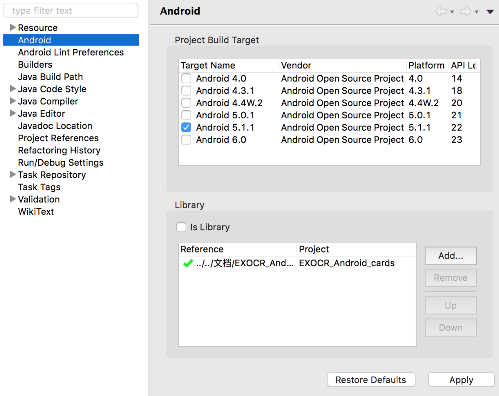 type filter text
Resource
Android
Android Lint Preferences
Builders
Java Build Path
Java Code Style
Java Compiler
Java Editor
Javadoc Location
Project References
Refactoring History
Run/Debug Settings
Task Repository
Task Tags
Validation
WikiText
Android
Project Build Target
Target Name Vendor Platform API Le
Android 4.0 Android Open Source Project 4.0 14
Android 4.3.1 Android Open Source Project 4.3.1 18
Android 4.4W.2 Android Open Source Project 4.4W.2 20
Android 5.0.1 Android Open Source Project 5.0.1 21
Android 5.1.1 Android Open Source Project 5.1.1 22
Android 6.0 Android Open Source Project 6.0 23
Library
Is Library
Reference Project
../../文档/EXOCR_And... EXOCR_Android_cards
Add...
Remove
Up
Down
Restore Defaults
Apply